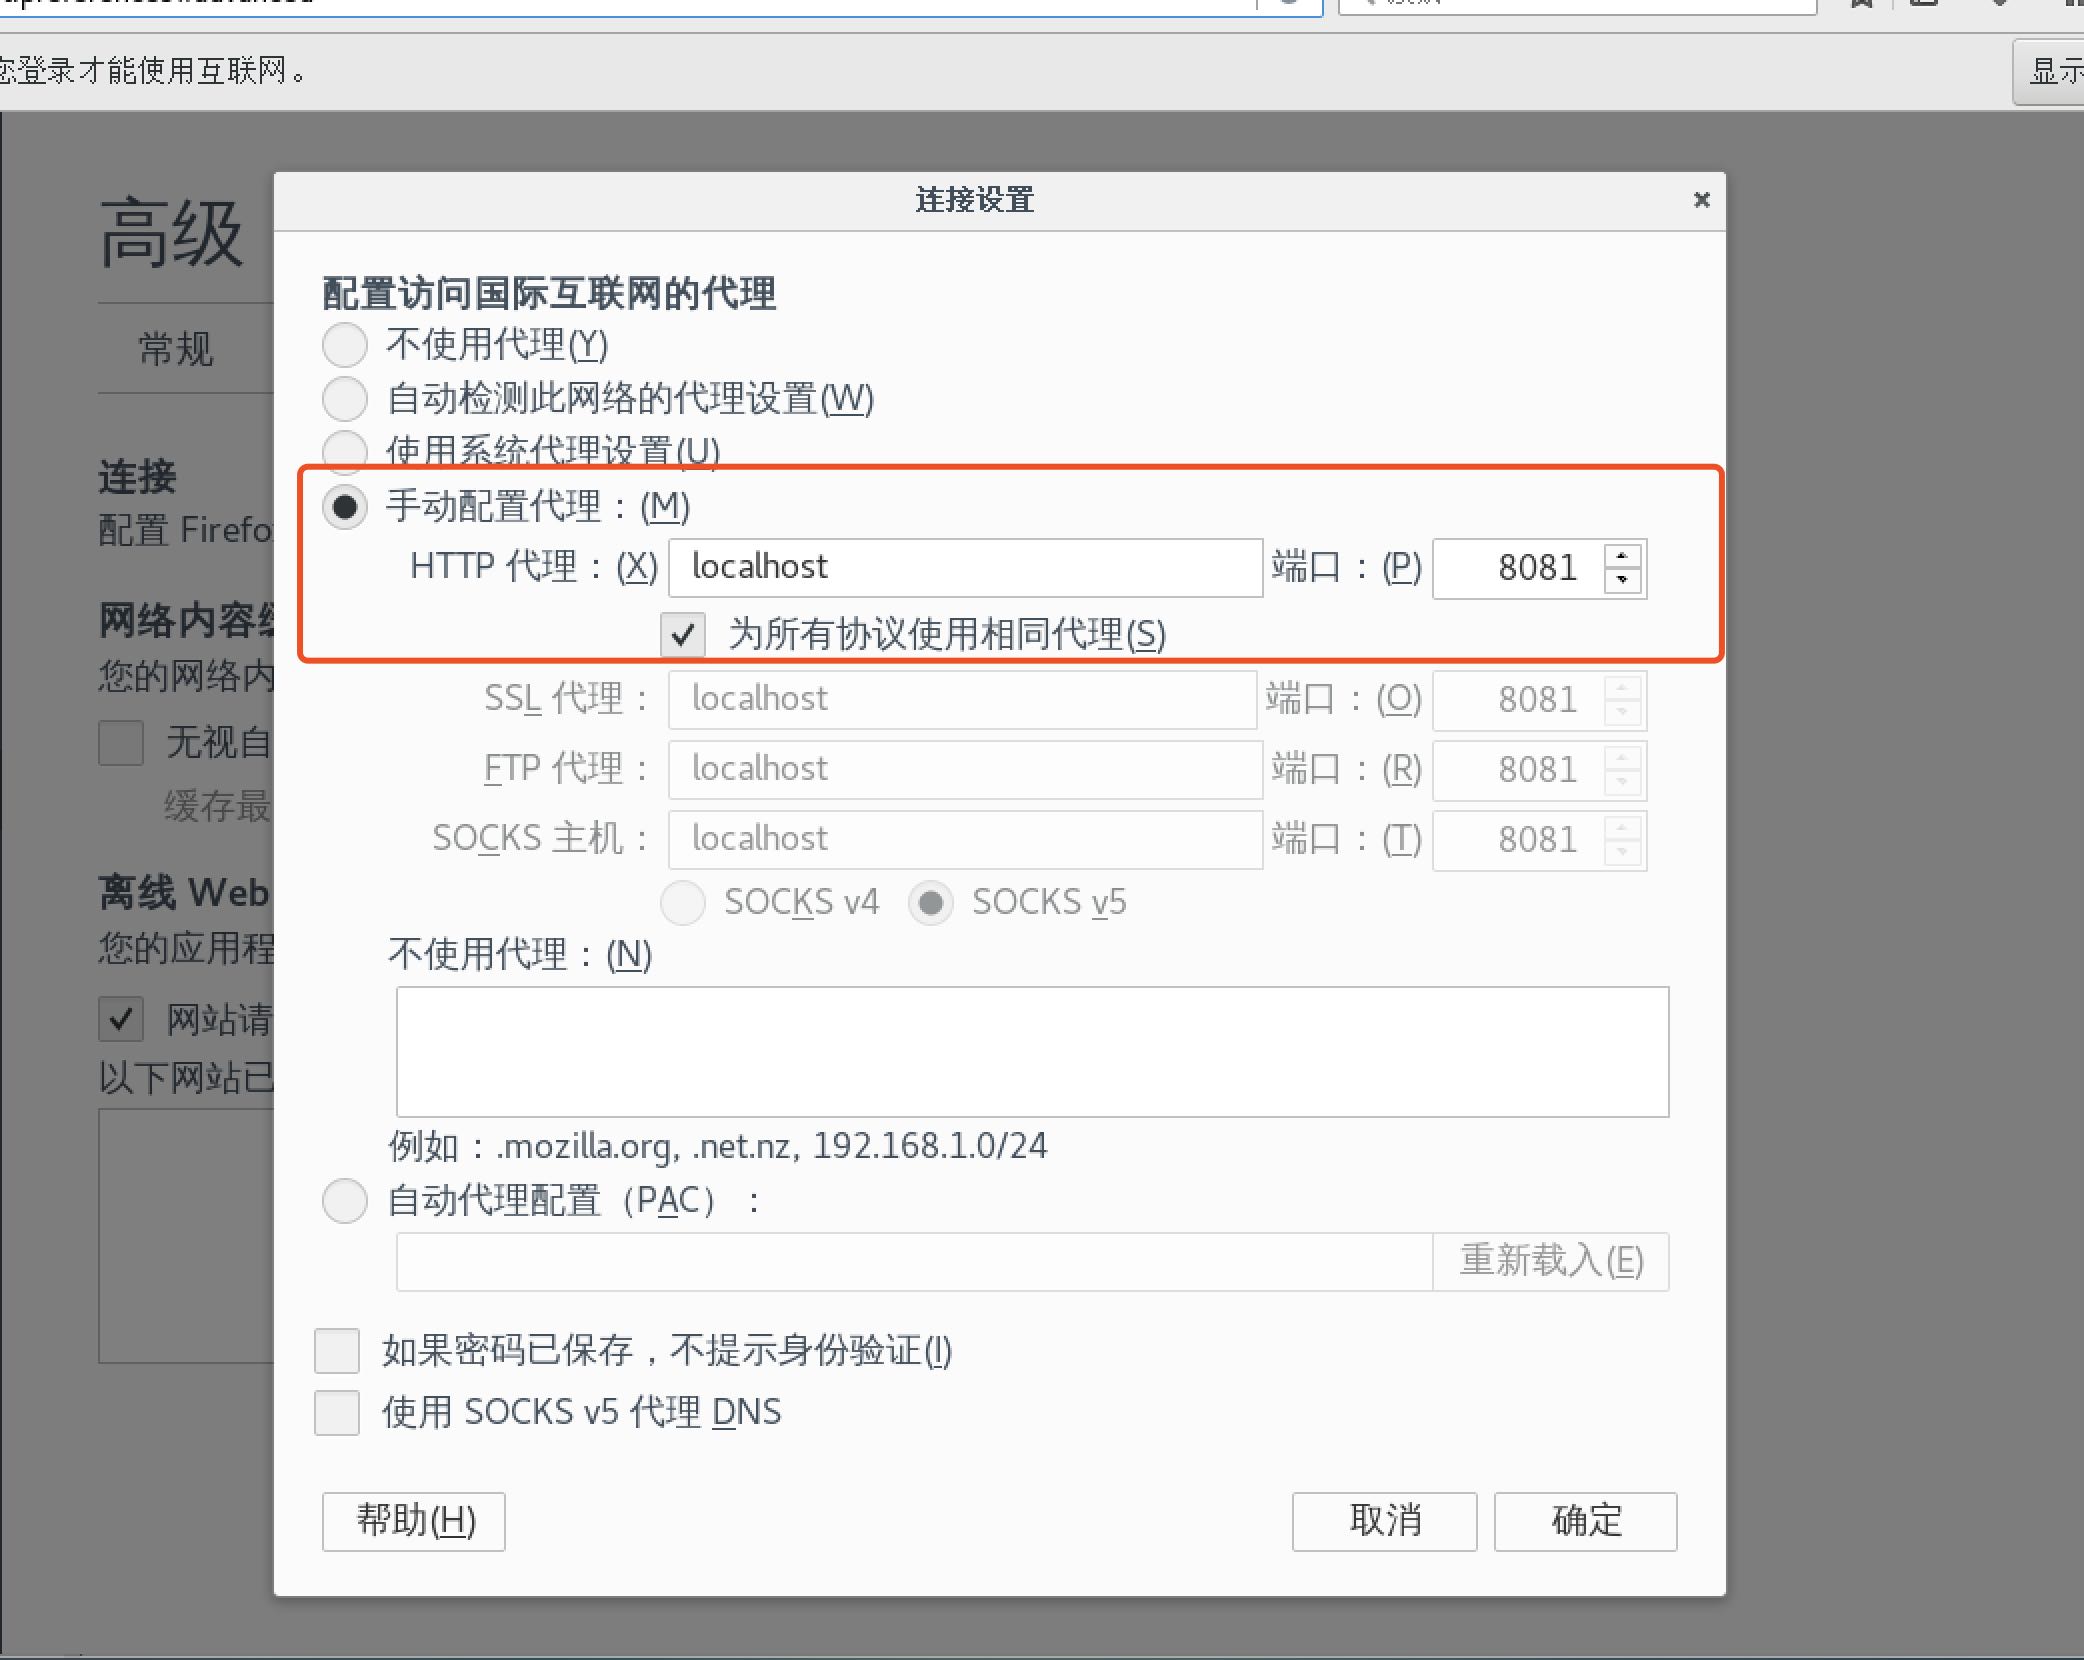 您登录才能使用互联网。
显示
连接设置
高级
配置访问国际互联网的代理
不使用代理(Y)
常规
自动检测此网络的代理设置(W)
使用系统代理设置(U)
连接
手动配置代理：(M)
配置 Firefo
HTTP 代理：(X) localhost 端口：(P) 8081
网络内容
为所有协议使用相同代理(S)
您的网络内
SSL 代理： localhost 端口：(O) 8081
无视自
FTP 代理： localhost 端口：(R) 8081
缓存最
SOCKS 主机： localhost 端口：(T) 8081
离线 Web
SOCKS v4 SOCKS v5
您的应用程
不使用代理：(N)
网站请
以下网站已
例如：.mozilla.org, .net.nz, 192.168.1.0/24
自动代理配置（PAC）：
重新载入(E)
如果密码已保存，不提示身份验证(I)
使用 SOCKS v5 代理 DNS
帮助(H) 取消 确定